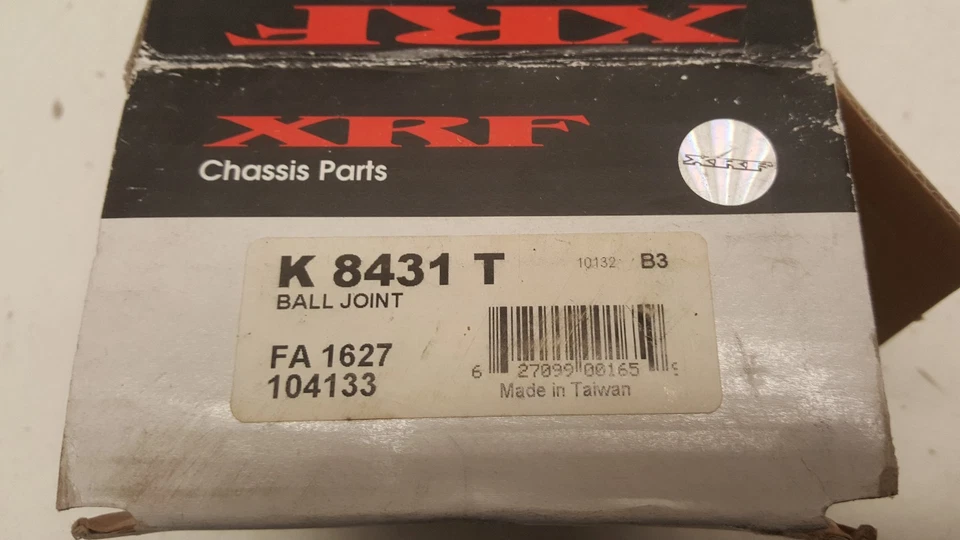 XRF
XRF
Chassis Parts
XRF
K 8431 T 10132 B3
BALL JOINT
FA 1627
104133
6 27099 00165
Made in Taiwan